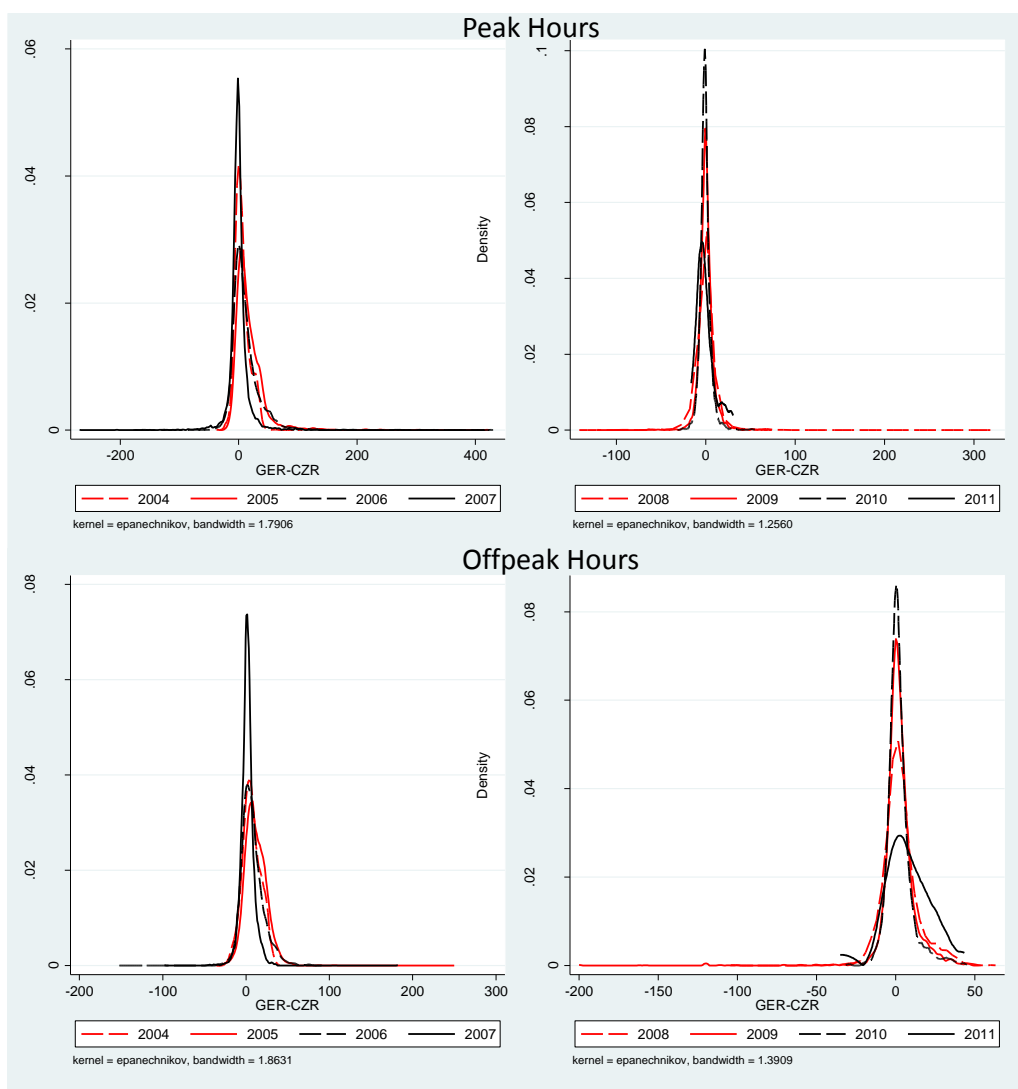 Peak Hours
.06
.04
.02
0
-200 0 200 400
GER-CZR
2004 2005 2006 2007
kernel = epanechnikov, bandwidth = 1.7906
Density
.1
.08
.06
.04
.02
0
-100 0 100 200 300
GER-CZR
2008 2009 2010 2011
kernel = epanechnikov, bandwidth = 1.2560
Offpeak Hours
.08
.06
.04
.02
0
-200 -100 0 100 200 300
GER-CZR
2004 2005 2006 2007
kernel = epanechnikov, bandwidth = 1.8631
Density
.08
.06
.04
.02
0
-200 -150 -100 -50 0 50
GER-CZR
2008 2009 2010 2011
kernel = epanechnikov, bandwidth = 1.3909